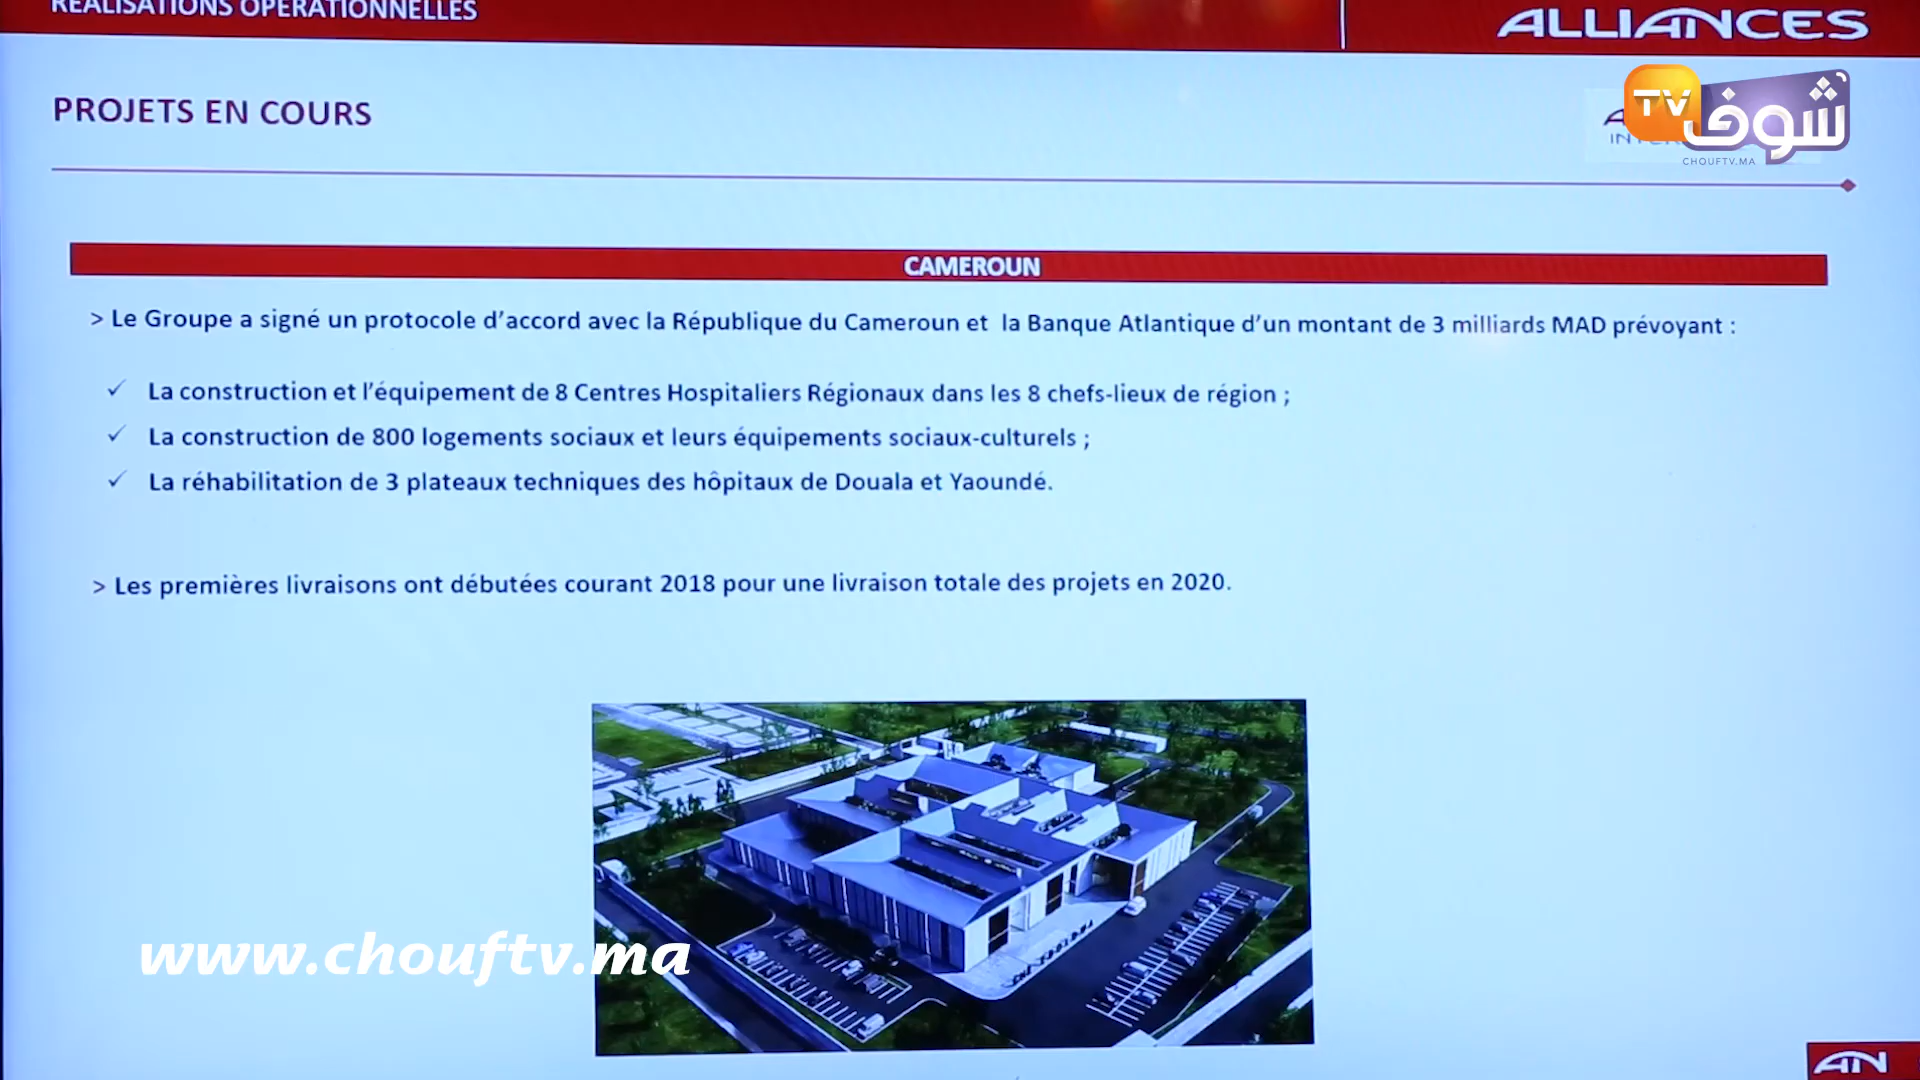 RÉALISATIONS OPÉRATIONNELLES
ALLIANCES
PROJETS EN COURS
TV شوف
CHOUFTV.MA
CAMEROUN
> Le Groupe a signé un protocole d’accord avec la République du Cameroun et la Banque Atlantique d’un montant de 3 milliards MAD prévoyant :
✓ La construction et l’équipement de 8 Centres Hospitaliers Régionaux dans les 8 chefs-lieux de région ;
✓ La construction de 800 logements sociaux et leurs équipements sociaux-culturels ;
✓ La réhabilitation de 3 plateaux techniques des hôpitaux de Douala et Yaoundé.
> Les premières livraisons ont débutées courant 2018 pour une livraison totale des projets en 2020.
www.chouftv.ma
AN